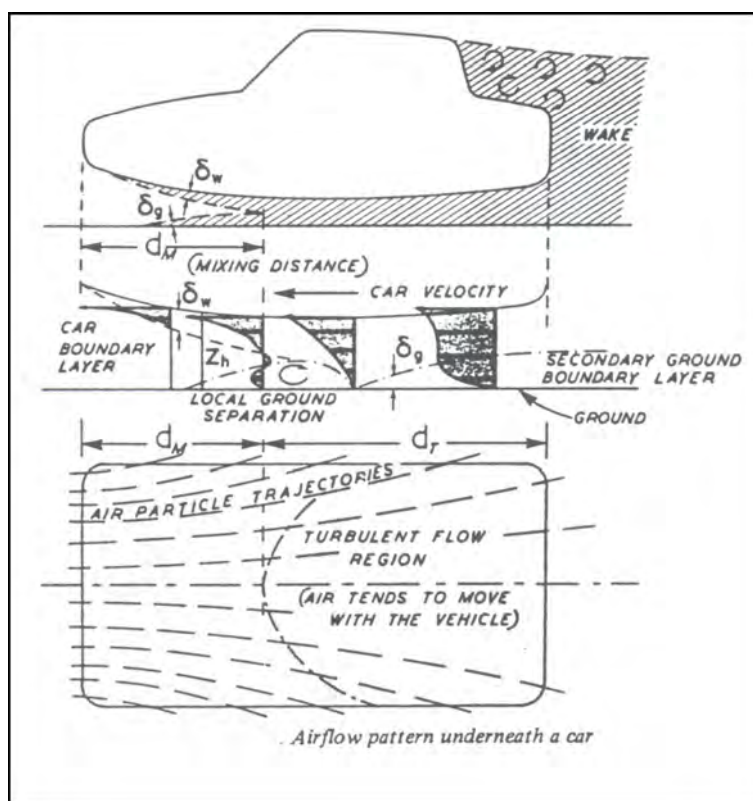 WAKE
δw
δg
dM
(MIXING DISTANCE)
δw
CAR VELOCITY
CAR
BOUNDARY
LAYER
Zh
δg
SECONDARY GROUND
BOUNDARY LAYER
LOCAL GROUND
SEPARATION
GROUND
dM
dT
AIR PARTICLE TRAJECTORIES
TURBULENT FLOW
REGION
(AIR TENDS TO MOVE
WITH THE VEHICLE)
. Airflow pattern underneath a car